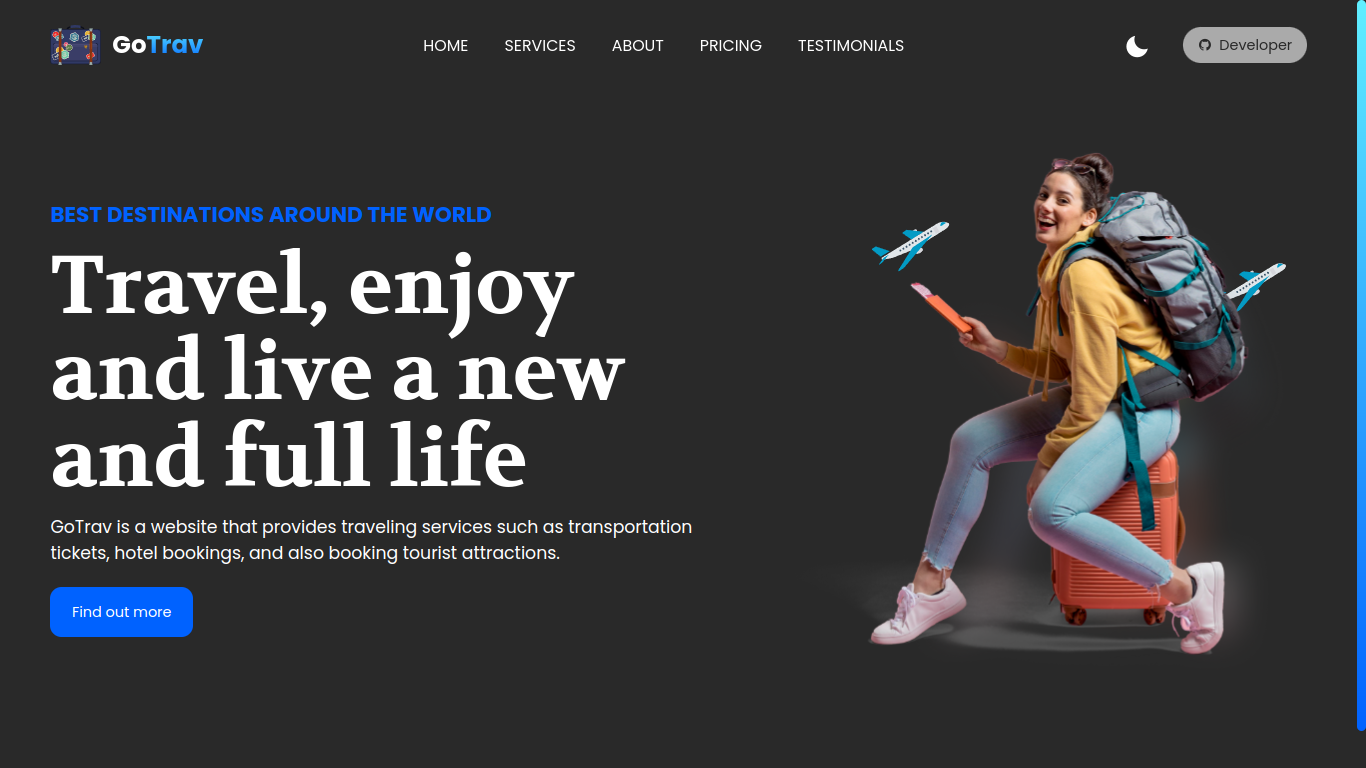 GoTrav
HOME
SERVICES
ABOUT
PRICING
TESTIMONIALS
Developer
BEST DESTINATIONS AROUND THE WORLD
Travel, enjoy
and live a new
and full life
GoTrav is a website that provides traveling services such as transportation
tickets, hotel bookings, and also booking tourist attractions.
Find out more